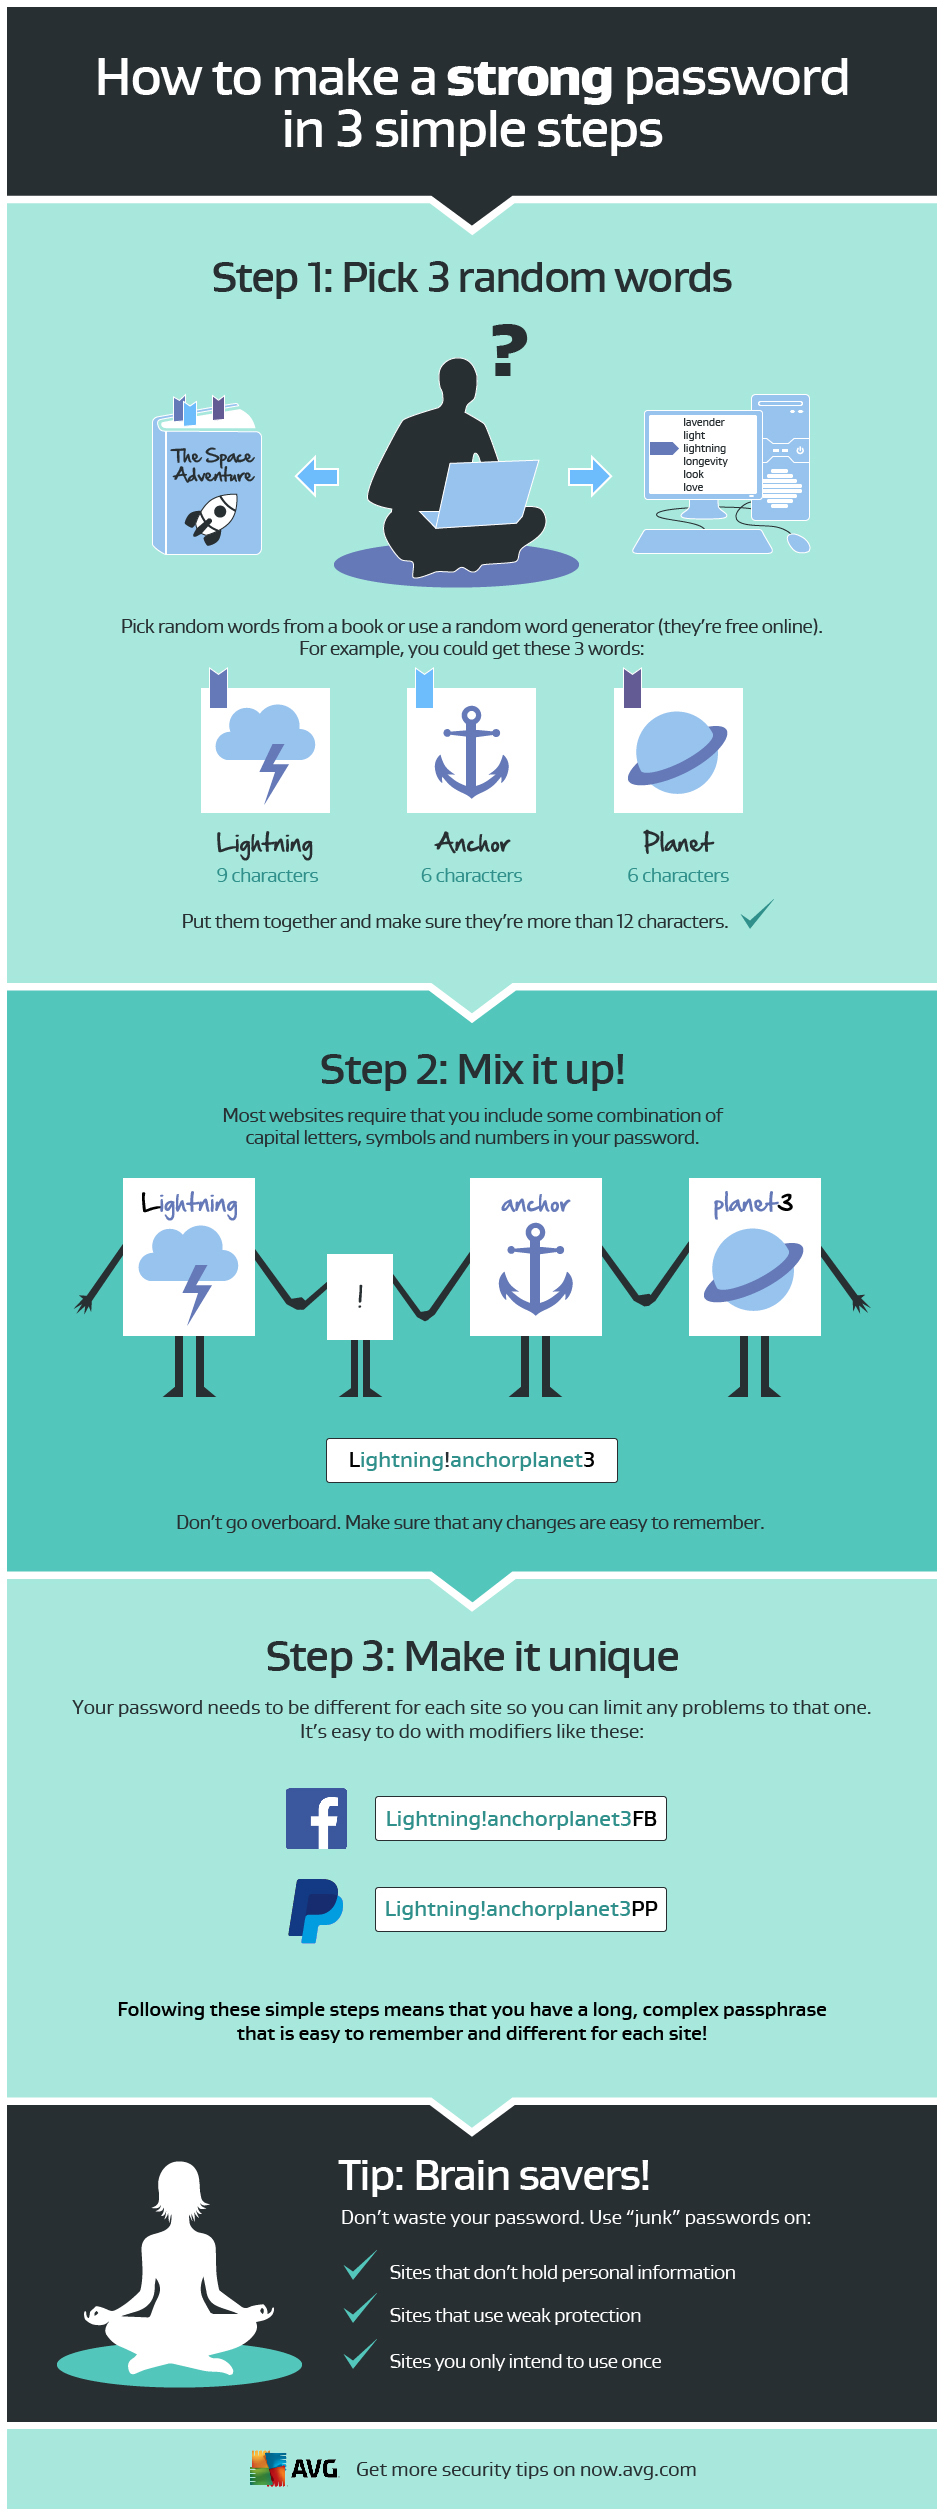 How to make a strong password
in 3 simple steps
Step 1: Pick 3 random words
?
The Space
Adventure
lavender
light
lightning
longevity
look
love
Pick random words from a book or use a random word generator (they're free online).
For example, you could get these 3 words:
Lightning
9 characters
Anchor
6 characters
Planet
6 characters
Put them together and make sure they're more than 12 characters.
Step 2: Mix it up!
Most websites require that you include some combination of
capital letters, symbols and numbers in your password.
Lightning
!
anchor
planet3
Lightning!anchorplanet3
Don't go overboard. Make sure that any changes are easy to remember.
Step 3: Make it unique
Your password needs to be different for each site so you can limit any problems to that one.
It's easy to do with modifiers like these:
f
Lightning!anchorplanet3FB
P
Lightning!anchorplanet3PP
Following these simple steps means that you have a long, complex passphrase
that is easy to remember and different for each site!
Tip: Brain savers!
Don't waste your password. Use “junk” passwords on:
Sites that don't hold personal information
Sites that use weak protection
Sites you only intend to use once
AVG Get more security tips on now.avg.com